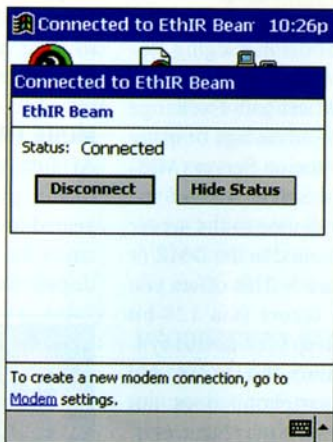 Connected to EthIR Bear 10:26p
Connected to EthIR Beam
EthIR Beam
Status: Connected
Disconnect Hide Status
To create a new modem connection, go to
Modem settings.